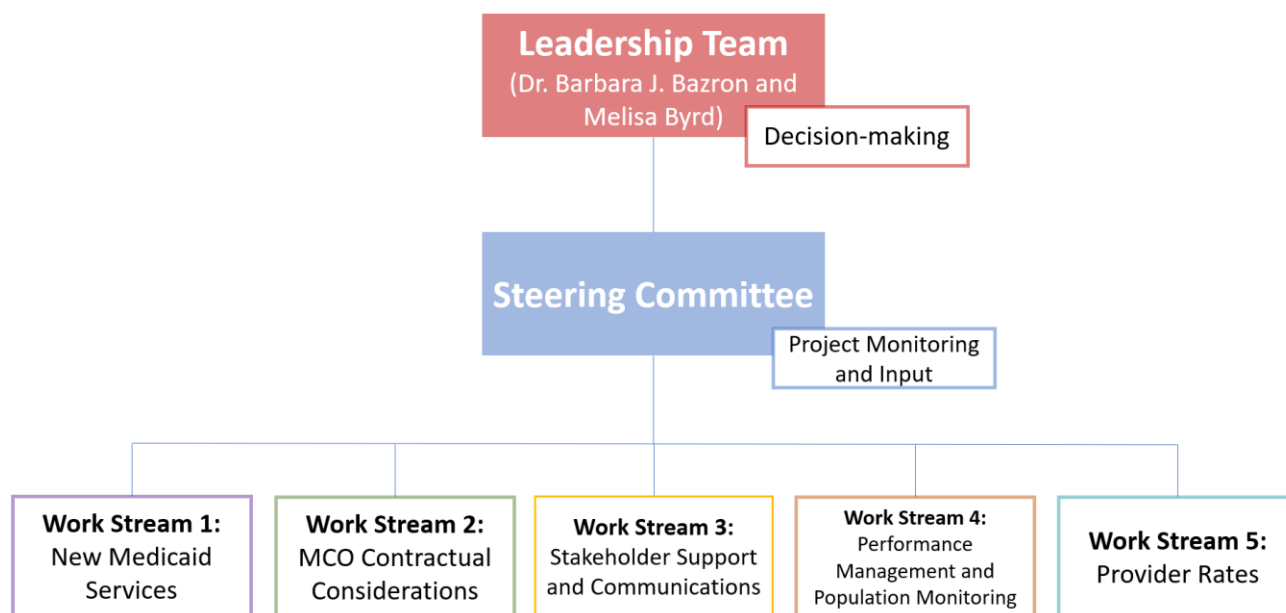 Leadership Team
(Dr. Barbara J. Bazron and
Melisa Byrd)
Decision-making
Steering Committee
Project Monitoring
and Input
Work Stream 1:
New Medicaid
Services
Work Stream 2:
MCO Contractual
Considerations
Work Stream 3:
Stakeholder Support
and Communications
Work Stream 4:
Performance
Management and
Population Monitoring
Work Stream 5:
Provider Rates